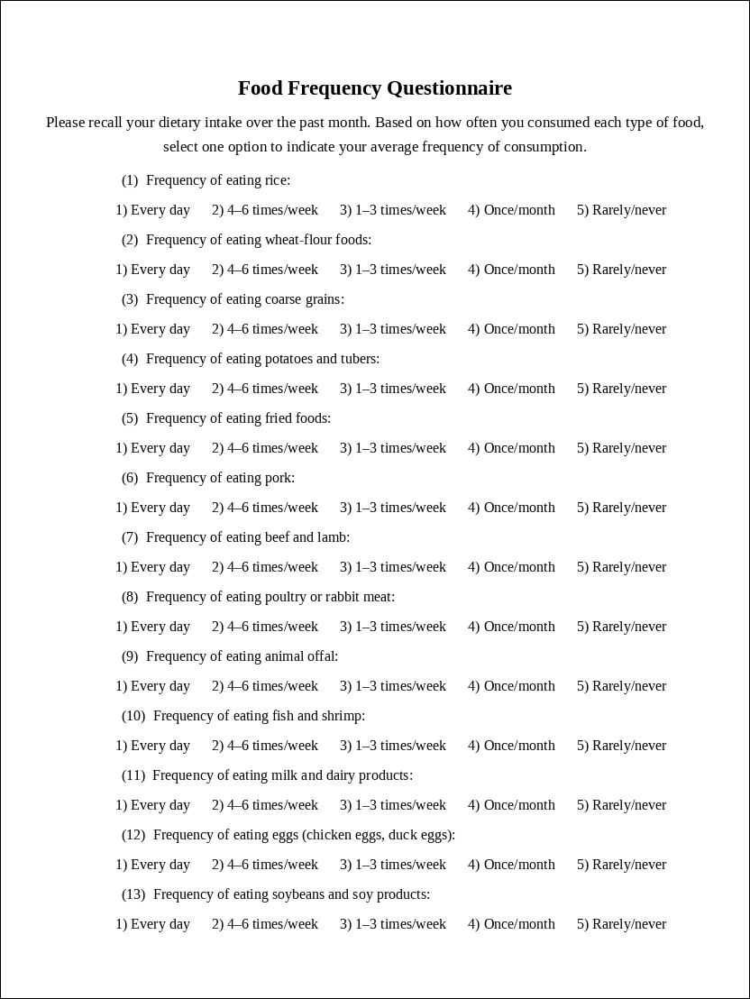 Food Frequency Questionnaire
Please recall your dietary intake over the past month. Based on how often you consumed each type of food,
select one option to indicate your average frequency of consumption.
(1) Frequency of eating rice:
1) Every day 2) 4–6 times/week 3) 1–3 times/week 4) Once/month 5) Rarely/never
(2) Frequency of eating wheat-flour foods:
1) Every day 2) 4–6 times/week 3) 1–3 times/week 4) Once/month 5) Rarely/never
(3) Frequency of eating coarse grains:
1) Every day 2) 4–6 times/week 3) 1–3 times/week 4) Once/month 5) Rarely/never
(4) Frequency of eating potatoes and tubers:
1) Every day 2) 4–6 times/week 3) 1–3 times/week 4) Once/month 5) Rarely/never
(5) Frequency of eating fried foods:
1) Every day 2) 4–6 times/week 3) 1–3 times/week 4) Once/month 5) Rarely/never
(6) Frequency of eating pork:
1) Every day 2) 4–6 times/week 3) 1–3 times/week 4) Once/month 5) Rarely/never
(7) Frequency of eating beef and lamb:
1) Every day 2) 4–6 times/week 3) 1–3 times/week 4) Once/month 5) Rarely/never
(8) Frequency of eating poultry or rabbit meat:
1) Every day 2) 4–6 times/week 3) 1–3 times/week 4) Once/month 5) Rarely/never
(9) Frequency of eating animal offal:
1) Every day 2) 4–6 times/week 3) 1–3 times/week 4) Once/month 5) Rarely/never
(10) Frequency of eating fish and shrimp:
1) Every day 2) 4–6 times/week 3) 1–3 times/week 4) Once/month 5) Rarely/never
(11) Frequency of eating milk and dairy products:
1) Every day 2) 4–6 times/week 3) 1–3 times/week 4) Once/month 5) Rarely/never
(12) Frequency of eating eggs (chicken eggs, duck eggs):
1) Every day 2) 4–6 times/week 3) 1–3 times/week 4) Once/month 5) Rarely/never
(13) Frequency of eating soybeans and soy products:
1) Every day 2) 4–6 times/week 3) 1–3 times/week 4) Once/month 5) Rarely/never